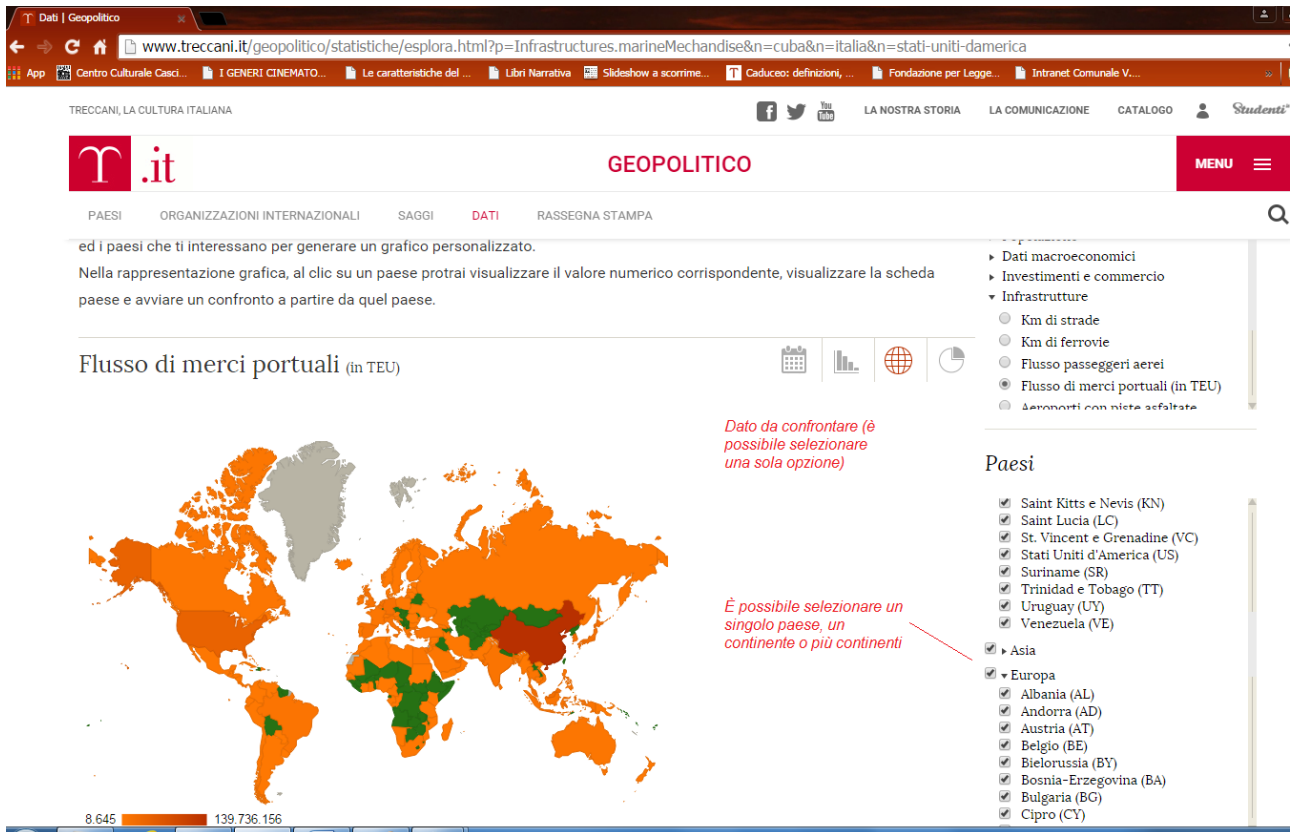 Dati | Geopolitico
www.treccani.it/geopolitico/statistiche/esplora.html?p=Infrastructures.marineMechandise&n=cuba&n=italia&n=stati-uniti-damerica
App Centro Culturale Casci... I GENERI CINEMATO... Le caratteristiche del ... Libri Narrativa Slideshow a scorrime... Caduceo: definizioni, ... Fondazione per Legge... Intranet Comunale V....
TRECCANI, LA CULTURA ITALIANA
You Tube
LA NOSTRA STORIA LA COMUNICAZIONE CATALOGO Studenti
.it
GEOPOLITICO
MENU
PAESI ORGANIZZAZIONI INTERNAZIONALI SAGGI DATI RASSEGNA STAMPA
ed i paesi che ti interessano per generare un grafico personalizzato.
Nella rappresentazione grafica, al clic su un paese protrai visualizzare il valore numerico corrispondente, visualizzare la scheda
paese e avviare un confronto a partire da quel paese.
Dati macroeconomici
Investimenti e commercio
Infrastrutture
Km di strade
Km di ferrovie
Flusso passeggeri aerei
Flusso di merci portuali (in TEU)
Aeroporti con piste asfaltate
Flusso di merci portuali (in TEU)
Dato da confrontare (è
possibile selezionare
una sola opzione)
Paesi
Saint Kitts e Nevis (KN)
Saint Lucia (LC)
St. Vincent e Grenadine (VC)
Stati Uniti d'America (US)
Suriname (SR)
Trinidad e Tobago (TT)
Uruguay (UY)
Venezuela (VE)
È possibile selezionare un
singolo paese, un
continente o più continenti
Asia
Europa
Albania (AL)
Andorra (AD)
Austria (AT)
Belgio (BE)
Bielorussia (BY)
Bosnia-Erzegovina (BA)
Bulgaria (BG)
Cipro (CY)
8.645 139.736.156